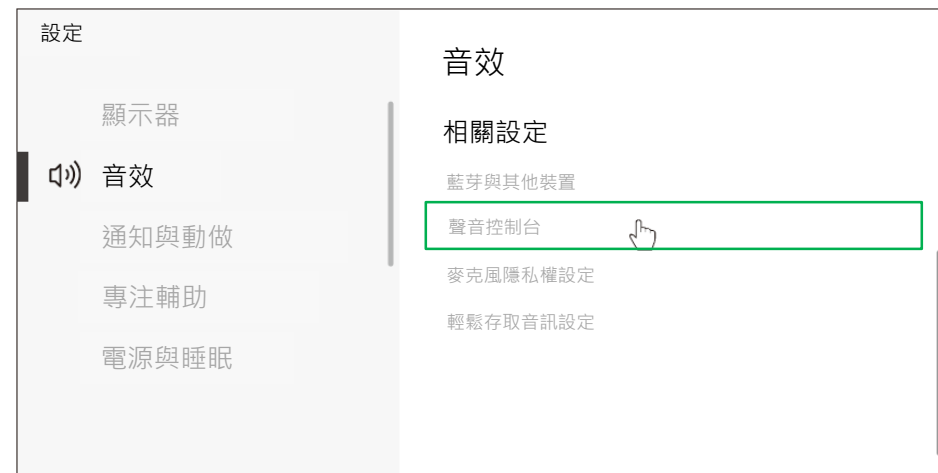 設定
顯示器
音效
通知與動做
專注輔助
電源與睡眠
音效
相關設定
藍芽與其他裝置
聲音控制台
麥克風隱私權設定
輕鬆存取音訊設定